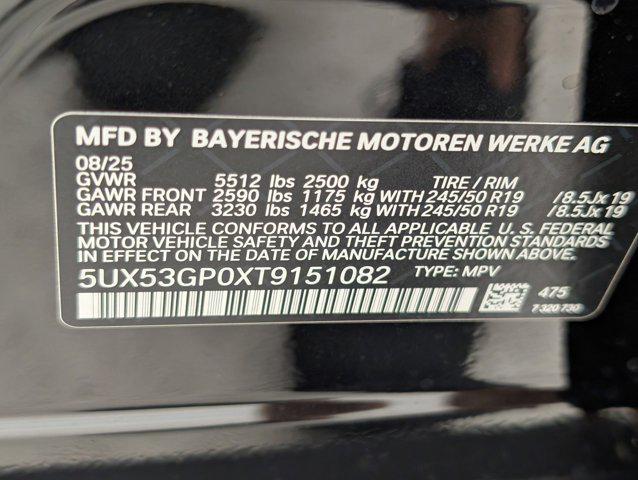 MFD BY BAYERISCHE MOTOREN WERKE AG
08/25
GVWR 5512 lbs 2500 kg TIRE / RIM
GAWR FRONT 2590 lbs 1175 kg WITH 245/50 R19 / 8.5Jx19
GAWR REAR 3230 lbs 1465 kg WITH 245/50 R19 / 8.5Jx19
THIS VEHICLE CONFORMS TO ALL APPLICABLE U. S. FEDERAL
MOTOR VEHICLE SAFETY AND THEFT PREVENTION STANDARDS
IN EFFECT ON THE DATE OF MANUFACTURE SHOWN ABOVE.
5UX53GP0XT9151082 TYPE: MPV
475
7 320 730